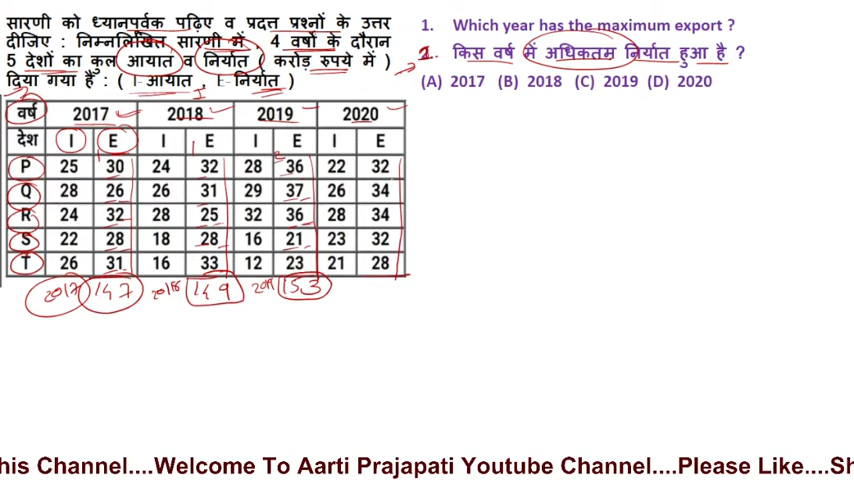 सारणी को ध्यानपूर्वक पढ़िए व प्रदत्त प्रश्नों के उत्तर
दीजिए : निम्नलिखित सारणी में, 4 वर्षो के दौरान
5 देशों का कुल आयात व निर्यात ( करोड़ रुपये में )
दिया गया है : ( I-आयात , E-निर्यात )
वर्ष 2017 2018 2019 2020
देश I E I E I E I E
P 25 30 24 32 28 36 22 32
Q 28 26 26 31 29 37 26 34
R 24 32 28 25 32 36 28 34
S 22 28 18 28 16 21 23 32
T 26 31 16 33 12 23 21 28
2017 147 2018 149 2019 153
1. Which year has the maximum export ?
1. किस वर्ष में अधिकतम निर्यात हुआ है ?
(A) 2017 (B) 2018 (C) 2019 (D) 2020
his Channel....Welcome To Aarti Prajapati Youtube Channel....Please Like....Sh